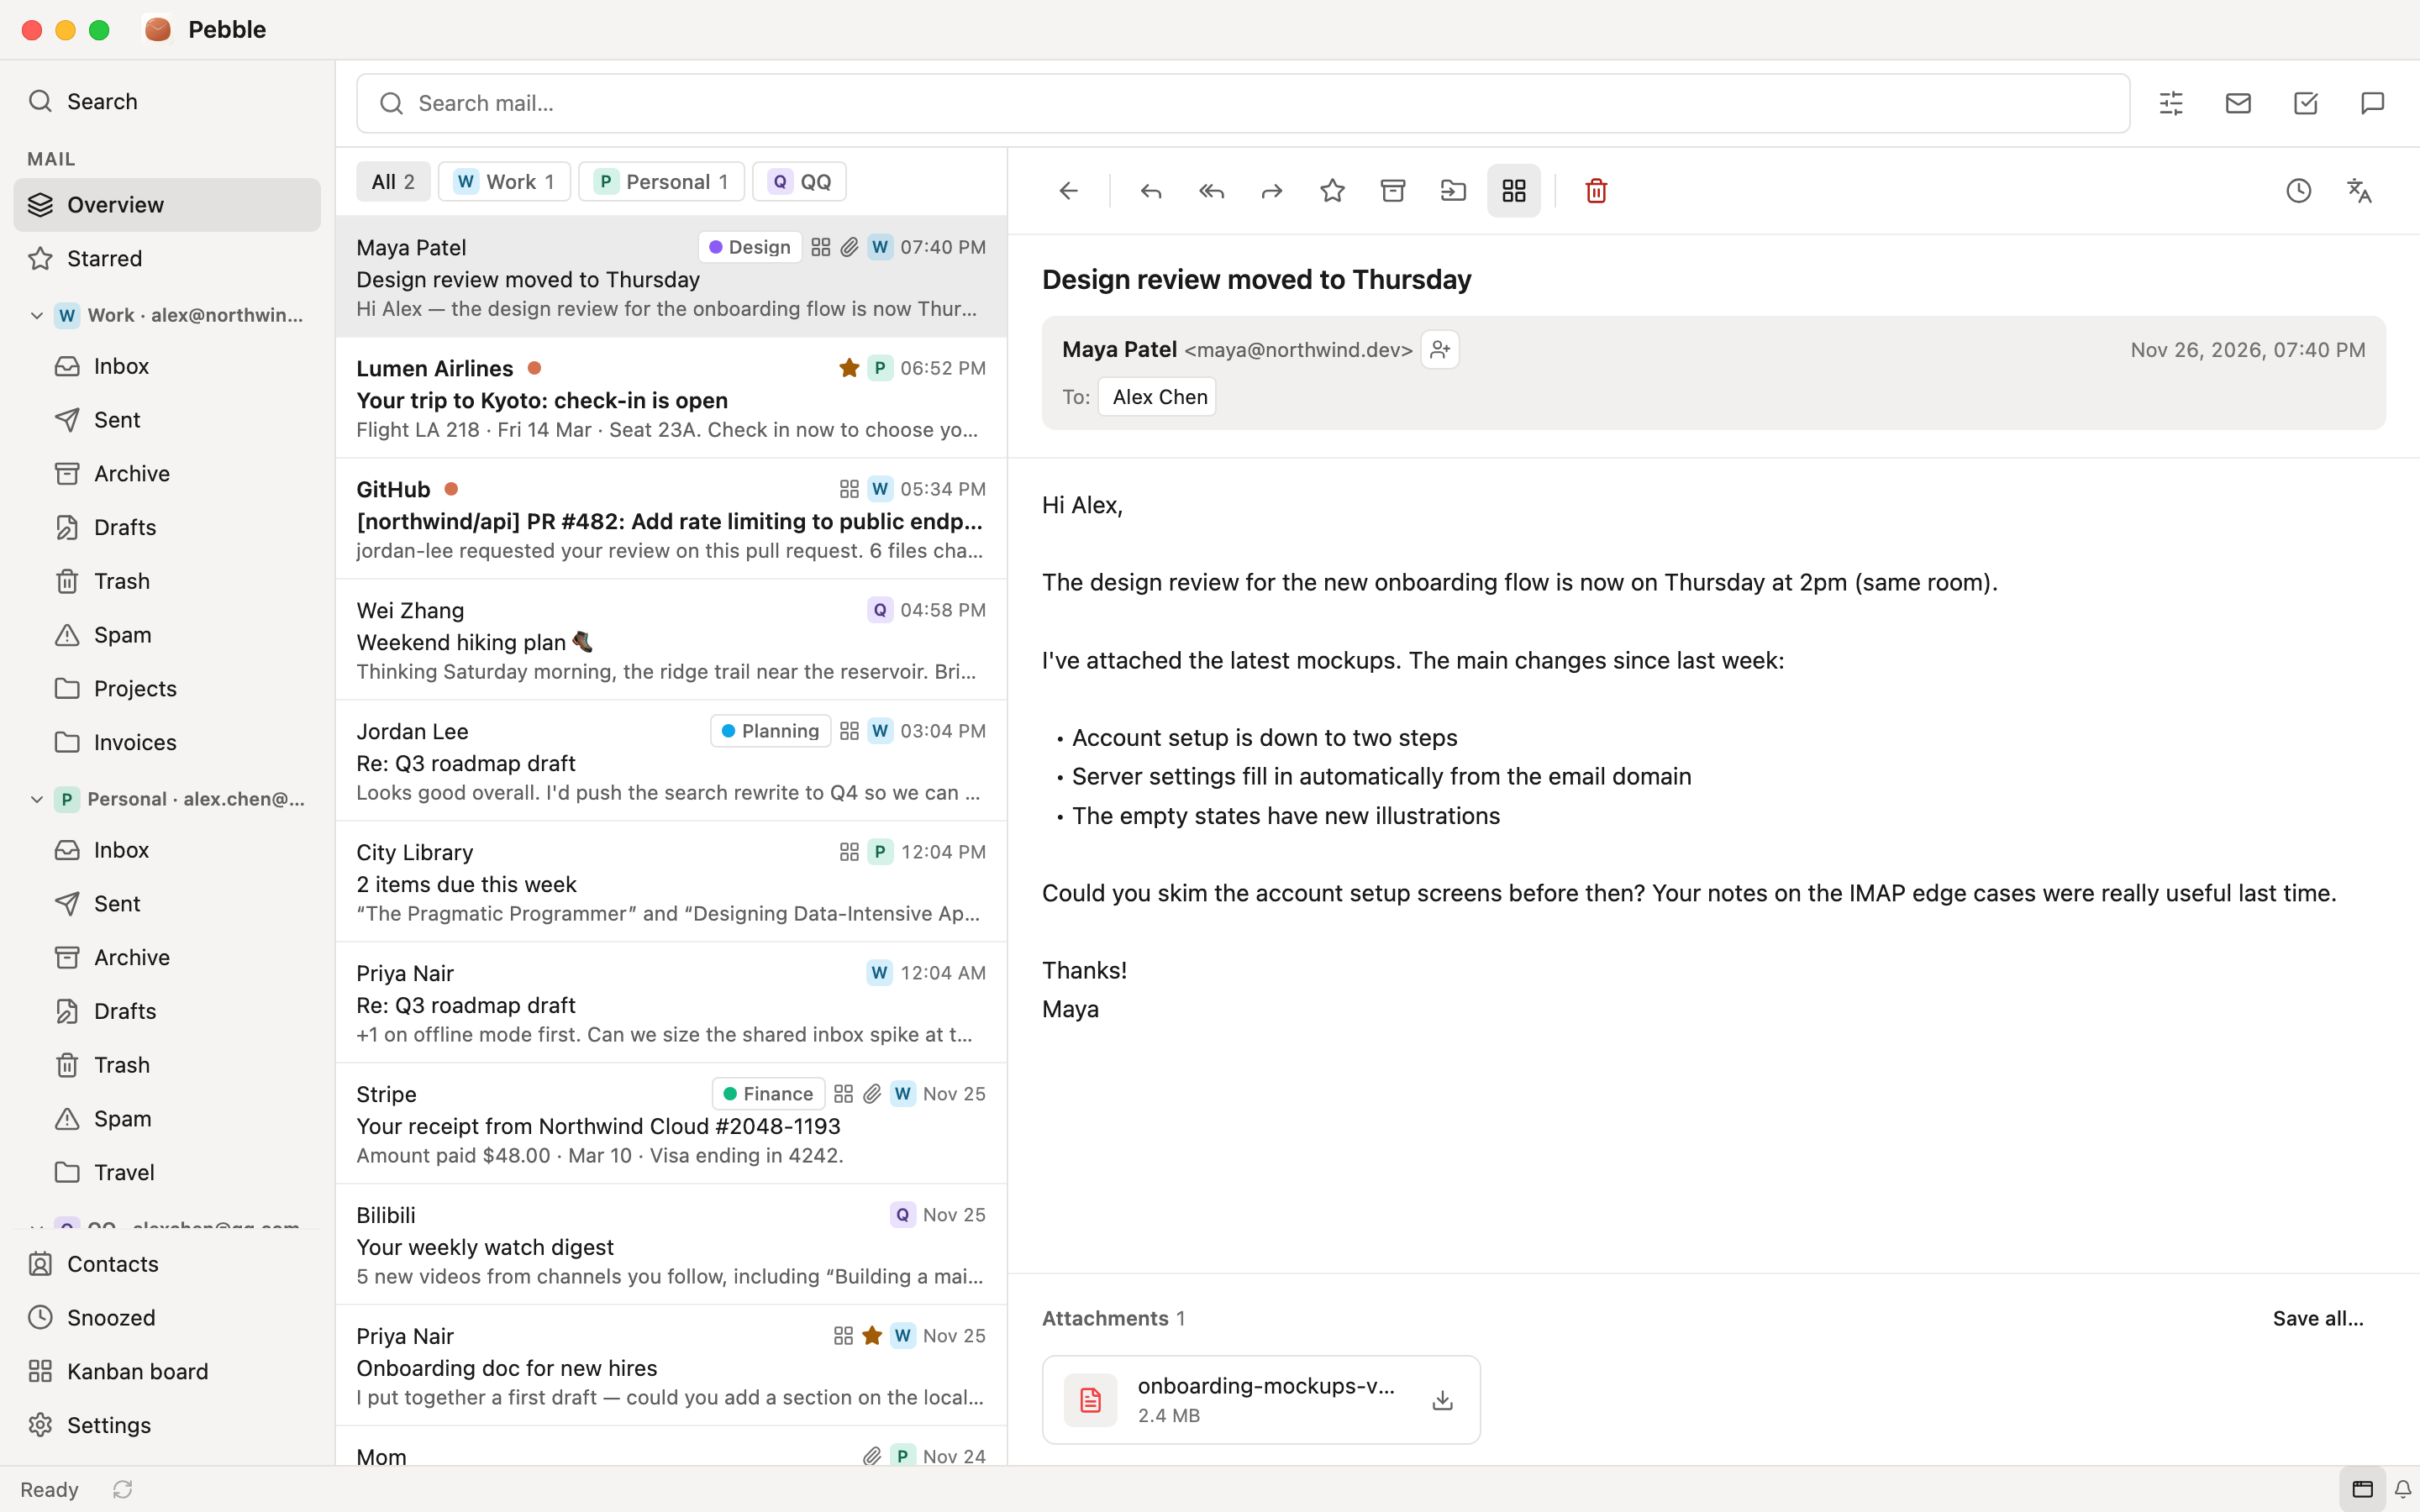 Pebble
Search
MAIL
Overview
Starred
W Work · alex@northwin...
Inbox
Sent
Archive
Drafts
Trash
Spam
Projects
Invoices
P Personal · alex.chen@...
Inbox
Sent
Archive
Drafts
Trash
Spam
Travel
Contacts
Snoozed
Kanban board
Settings
Ready
Search mail...
All 2
W Work 1
P Personal 1
Q QQ
Maya Patel Design W 07:40 PM
Design review moved to Thursday
Hi Alex — the design review for the onboarding flow is now Thur...
Lumen Airlines P 06:52 PM
Your trip to Kyoto: check-in is open
Flight LA 218 · Fri 14 Mar · Seat 23A. Check in now to choose yo...
GitHub W 05:34 PM
[northwind/api] PR #482: Add rate limiting to public endp...
jordan-lee requested your review on this pull request. 6 files cha...
Wei Zhang Q 04:58 PM
Weekend hiking plan 🥾
Thinking Saturday morning, the ridge trail near the reservoir. Bri...
Jordan Lee Planning W 03:04 PM
Re: Q3 roadmap draft
Looks good overall. I'd push the search rewrite to Q4 so we can ...
City Library P 12:04 PM
2 items due this week
“The Pragmatic Programmer” and “Designing Data-Intensive Ap...
Priya Nair W 12:04 AM
Re: Q3 roadmap draft
+1 on offline mode first. Can we size the shared inbox spike at t...
Stripe Finance W Nov 25
Your receipt from Northwind Cloud #2048-1193
Amount paid $48.00 · Mar 10 · Visa ending in 4242.
Bilibili Q Nov 25
Your weekly watch digest
5 new videos from channels you follow, including “Building a mai...
Priya Nair W Nov 25
Onboarding doc for new hires
I put together a first draft — could you add a section on the local...
Mom P Nov 24
Design review moved to Thursday
Maya Patel <maya@northwind.dev> Nov 26, 2026, 07:40 PM
To: Alex Chen
Hi Alex,
The design review for the new onboarding flow is now on Thursday at 2pm (same room).
I've attached the latest mockups. The main changes since last week:
• Account setup is down to two steps
• Server settings fill in automatically from the email domain
• The empty states have new illustrations
Could you skim the account setup screens before then? Your notes on the IMAP edge cases were really useful last time.
Thanks!
Maya
Attachments 1 Save all...
onboarding-mockups-v...
2.4 MB